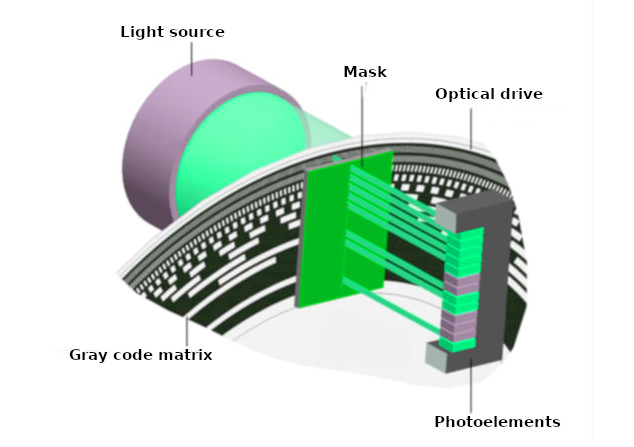 Light source
Mask
Optical drive
Gray code matrix
Photoelements